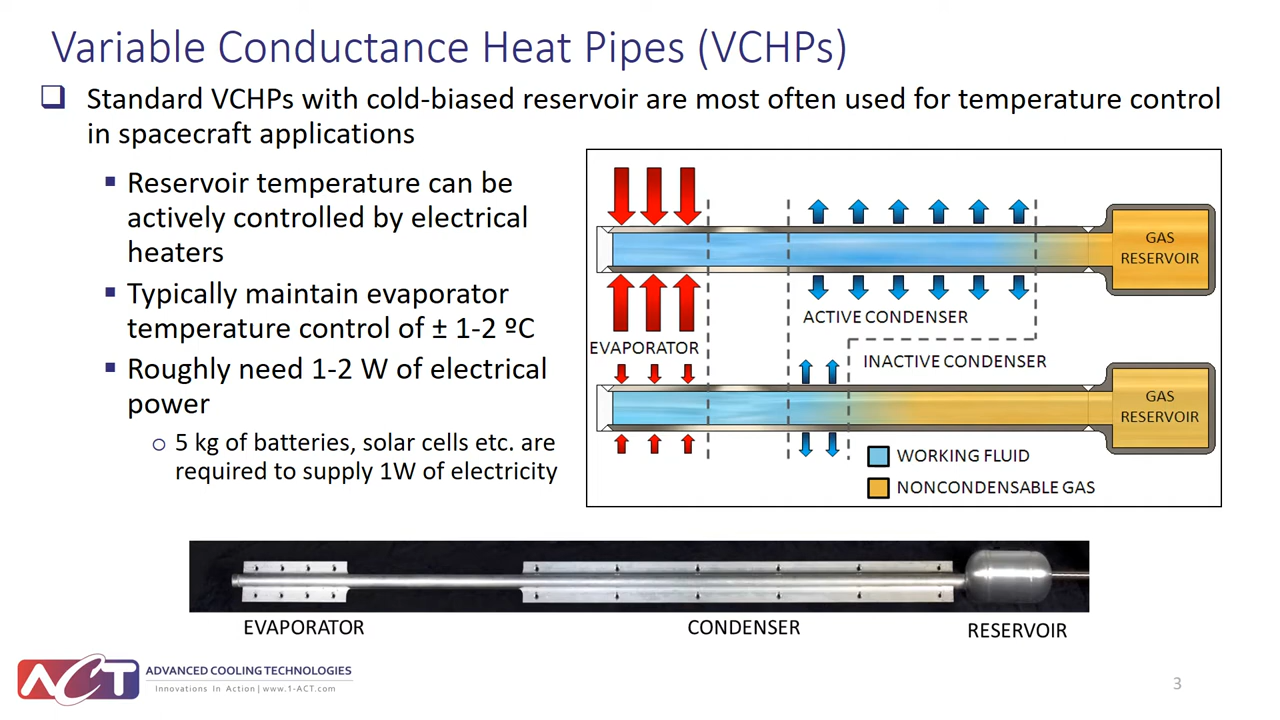 Variable Conductance Heat Pipes (VCHPs)
❑ Standard VCHPs with cold-biased reservoir are most often used for temperature control
in spacecraft applications
▪ Reservoir temperature can be
actively controlled by electrical
heaters
▪ Typically maintain evaporator
temperature control of ± 1-2 ºC
▪ Roughly need 1-2 W of electrical
power
o 5 kg of batteries, solar cells etc. are
required to supply 1W of electricity
GAS
RESERVOIR
ACTIVE CONDENSER
EVAPORATOR
INACTIVE CONDENSER
GAS
RESERVOIR
WORKING FLUID
NONCONDENSABLE GAS
EVAPORATOR
CONDENSER
RESERVOIR
ACT
ADVANCED COOLING TECHNOLOGIES
Innovations In Action | www.1-ACT.com
3